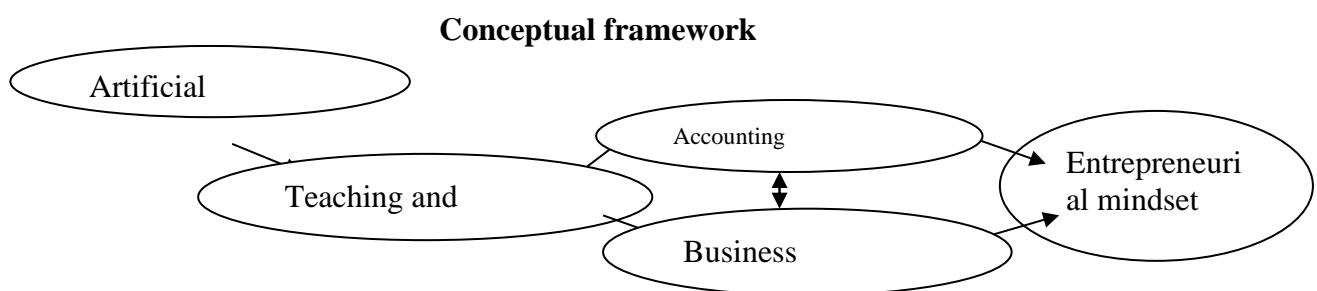 Conceptual framework
Artificial
Accounting
Teaching and
Business
Entrepreneuri
al mindset